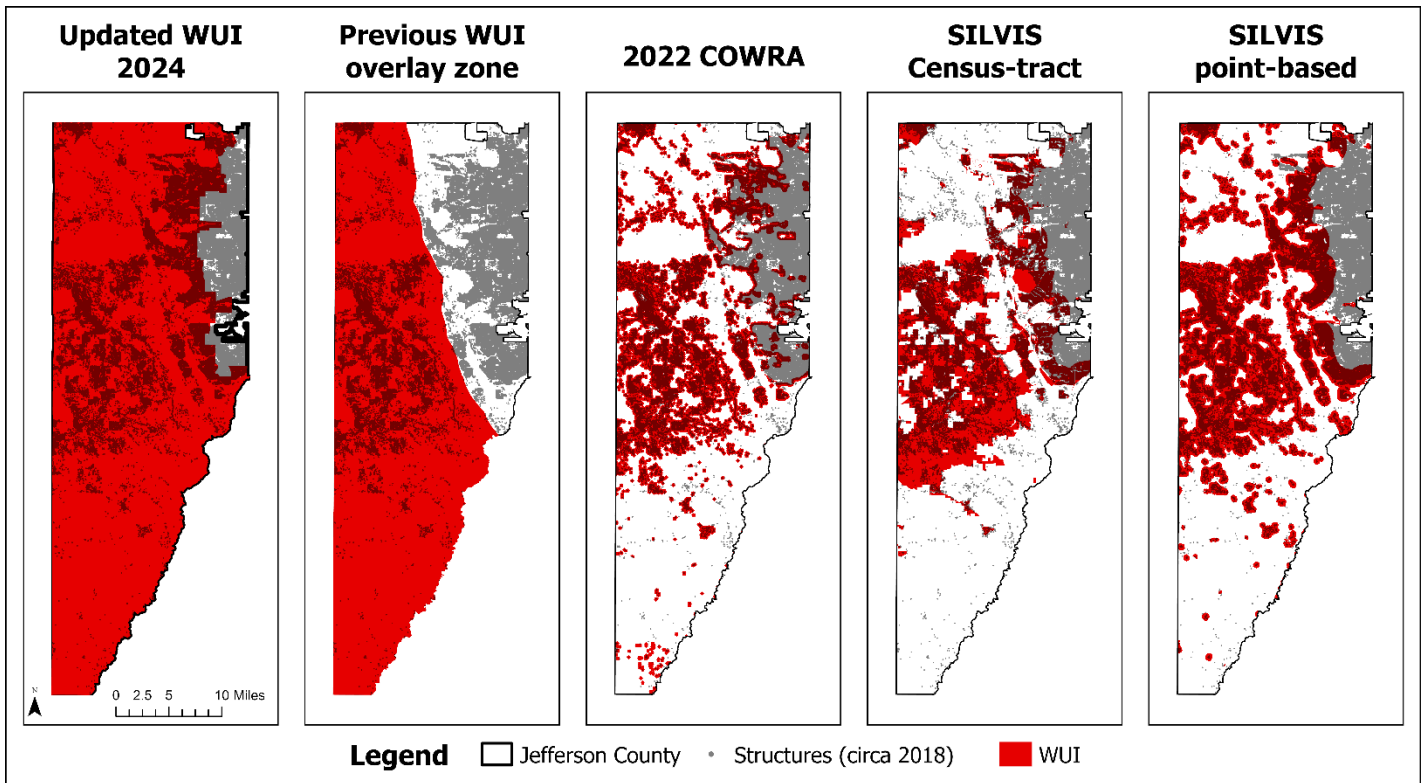 Updated WUI
2024
Previous WUI
overlay zone
2022 COWRA
SILVIS
Census-tract
SILVIS
point-based
N
0 2.5 5 10 Miles
Legend Jefferson County Structures (circa 2018) WUI